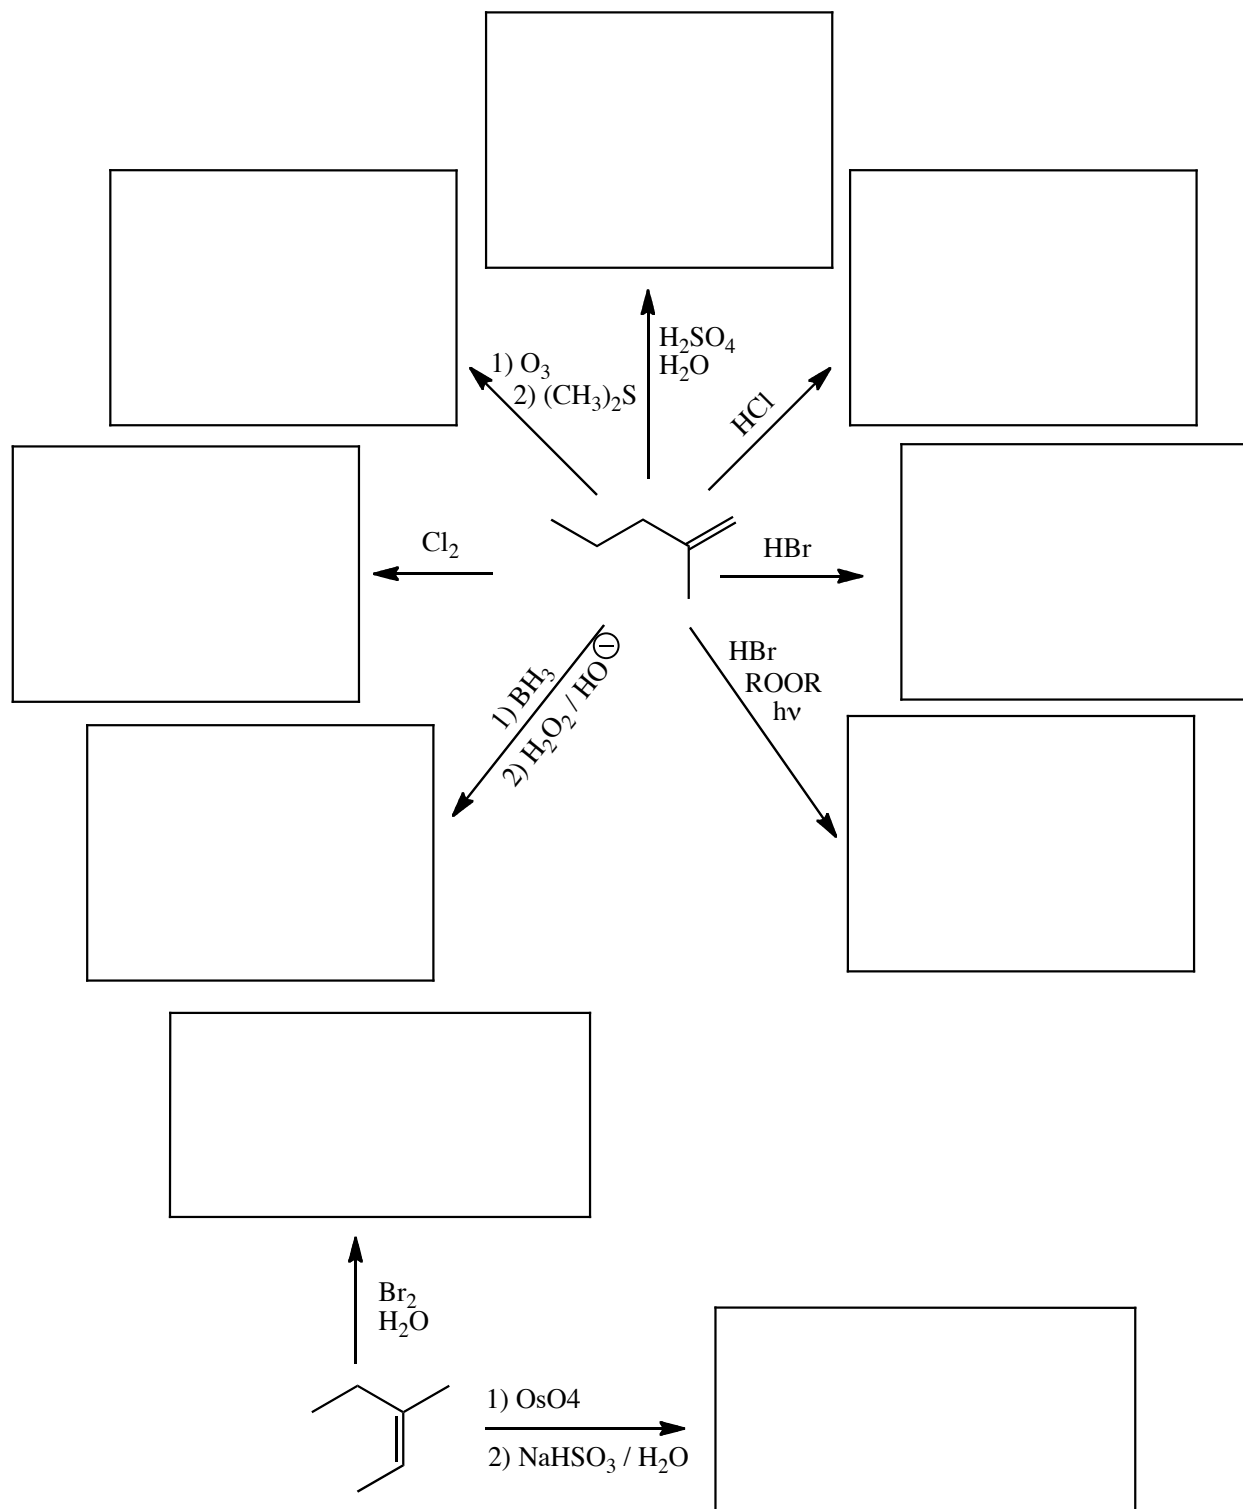 H₂SO₄
H₂O
1) O₃
2) (CH₃)₂S
HCl
Cl₂
HBr
1) BH₃
2) H₂O₂ / HO⊖
HBr
ROOR
hν
Br₂
H₂O
1) OsO4
2) NaHSO₃ / H₂O